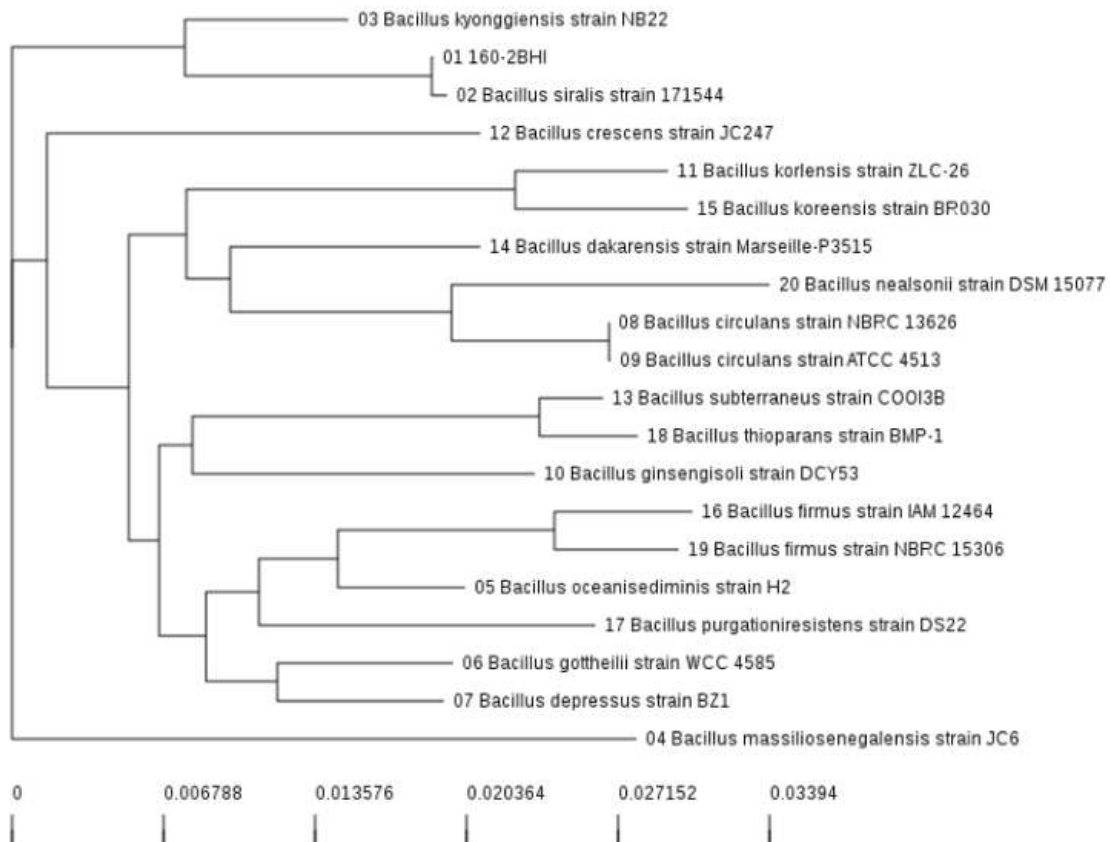 03 Bacillus kyonggiensis strain NB22
01 160-2BHI
02 Bacillus siralis strain 171544
12 Bacillus crescens strain JC247
11 Bacillus korlensis strain ZLC-26
15 Bacillus koreensis strain BR030
14 Bacillus dakarensis strain Marseille-P3515
20 Bacillus nealsonii strain DSM 15077
08 Bacillus circulans strain NBRC 13626
09 Bacillus circulans strain ATCC 4513
13 Bacillus subterraneus strain COOI3B
18 Bacillus thioparans strain BMP-1
10 Bacillus ginsengisoli strain DCY53
16 Bacillus firmus strain IAM 12464
19 Bacillus firmus strain NBRC 15306
05 Bacillus oceanisediminis strain H2
17 Bacillus purgationiresistens strain DS22
06 Bacillus gottheilii strain WCC 4585
07 Bacillus depressus strain BZ1
04 Bacillus massiliosenegalensis strain JC6
0 0.006788 0.013576 0.020364 0.027152 0.03394